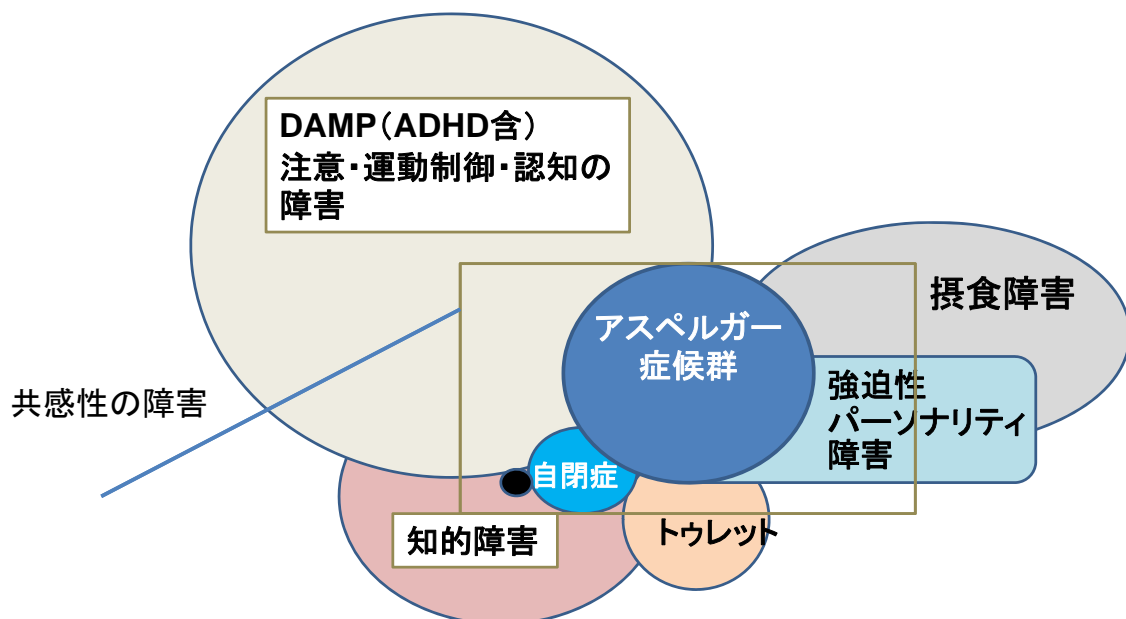 DAMP(ADHD含)
注意・運動制御・認知の
障害
摂食障害
アスペルガー
症候群
強迫性
パーソナリティ
障害
共感性の障害
自閉症
知的障害
トゥレット